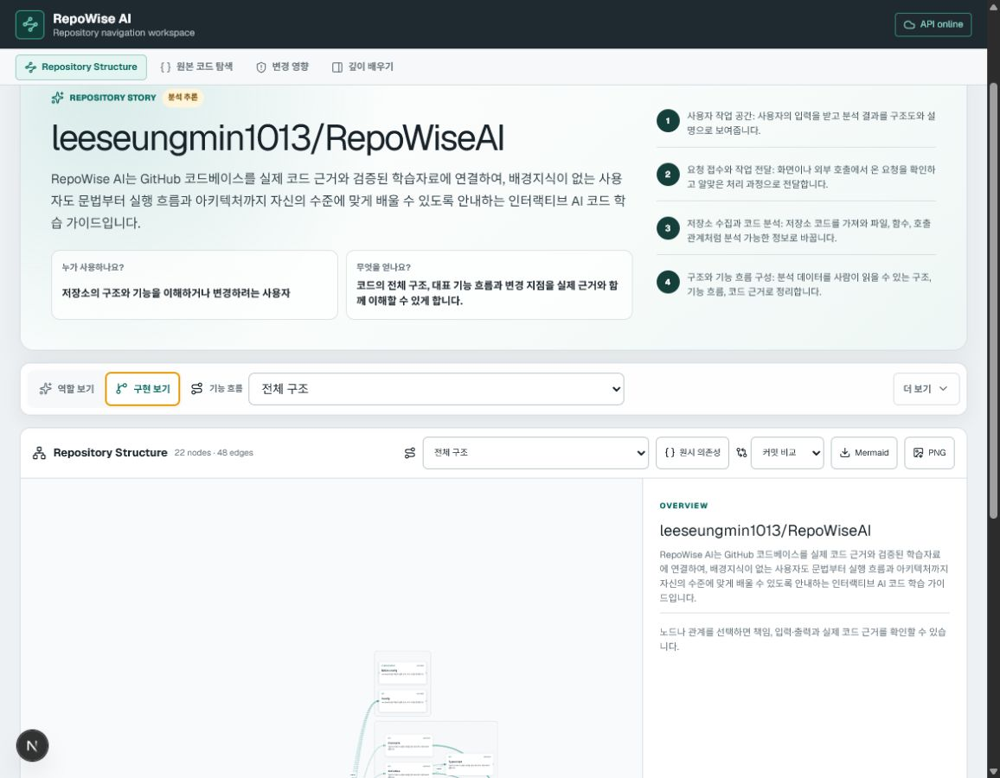 RepoWise AI
Repository navigation workspace
API online
Repository Structure
{ } 원본 코드 탐색
변경 영향
깊이 배우기
REPOSITORY STORY
분석 추론
leeseungmin1013/RepoWiseAI
RepoWise AI는 GitHub 코드베이스를 실제 코드 근거와 검증된 학습자료에 연결하여, 배경지식이 없는 사용
자도 문법부터 실행 흐름과 아키텍처까지 자신의 수준에 맞게 배울 수 있도록 안내하는 인터랙티브 AI 코드 학
습 가이드입니다.
누가 사용하나요?
저장소의 구조와 기능을 이해하거나 변경하려는 사용자
무엇을 얻나요?
코드의 전체 구조, 대표 기능 흐름과 변경 지점을 실제 근거와 함
께 이해할 수 있게 합니다.
1
사용자 작업 공간: 사용자의 입력을 받고 분석 결과를 구조도와 설
명으로 보여줍니다.
2
요청 접수와 작업 전달: 화면이나 외부 호출에서 온 요청을 확인하
고 알맞은 처리 과정으로 전달합니다.
3
저장소 수집과 코드 분석: 저장소 코드를 가져와 파일, 함수, 호출
관계처럼 분석 가능한 정보로 바꿉니다.
4
구조와 기능 흐름 구성: 분석 데이터를 사람이 읽을 수 있는 구조,
기능 흐름, 코드 근거로 정리합니다.
역할 보기
구현 보기
기능 흐름
전체 구조
더 보기
Repository Structure
22 nodes · 48 edges
전체 구조
{ } 원시 의존성
커밋 비교
Mermaid
PNG
OVERVIEW
leeseungmin1013/RepoWiseAI
RepoWise AI는 GitHub 코드베이스를 실제 코드 근거와 검증된 학습자료
에 연결하여, 배경지식이 없는 사용자도 문법부터 실행 흐름과 아키텍처까지
자신의 수준에 맞게 배울 수 있도록 안내하는 인터랙티브 AI 코드 학습 가이
드입니다.
노드나 관계를 선택하면 책임, 입력·출력과 실제 코드 근거를 확인할 수 있습
니다.
N